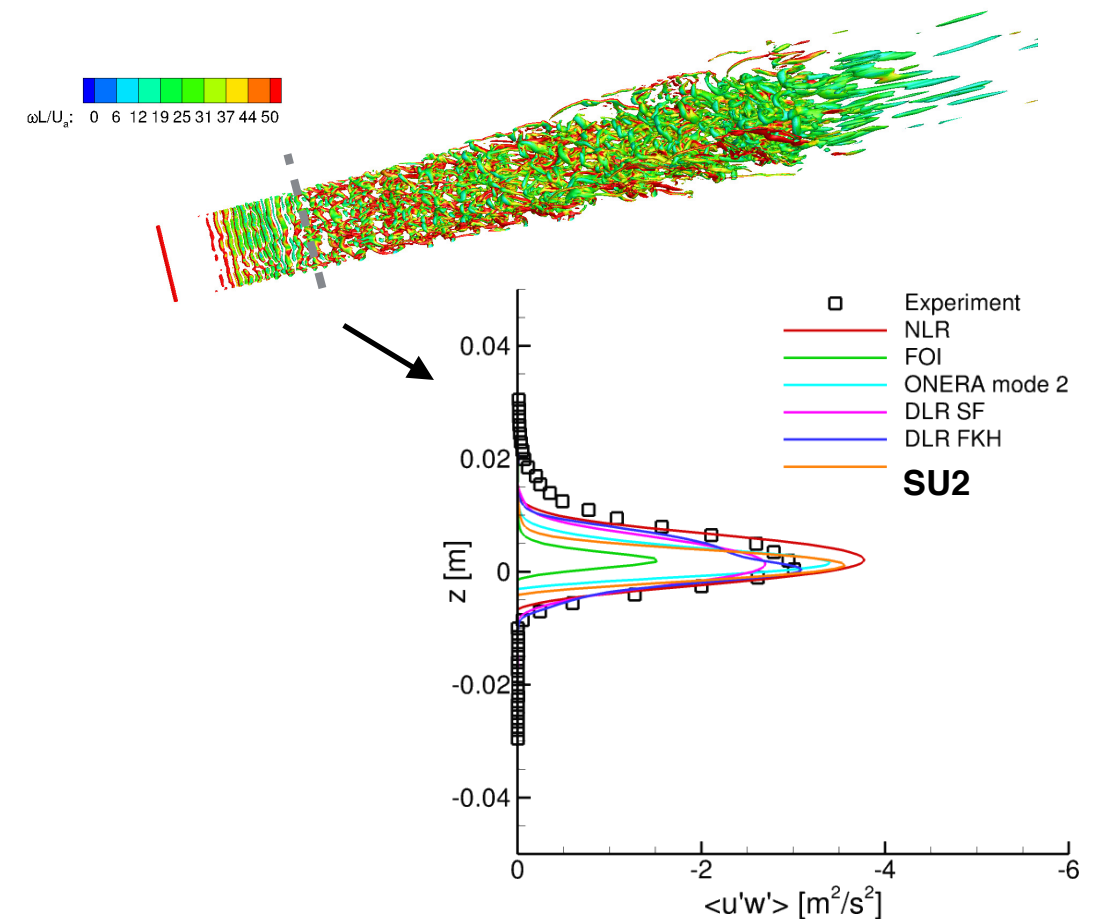 ωL/Uₐ: 0 6 12 19 25 31 37 44 50
Experiment
NLR
FOI
ONERA mode 2
DLR SF
DLR FKH
SU2
z [m]
0.04
0.02
0
-0.02
-0.04
0 -2 -4 -6
<u'w'> [m²/s²]